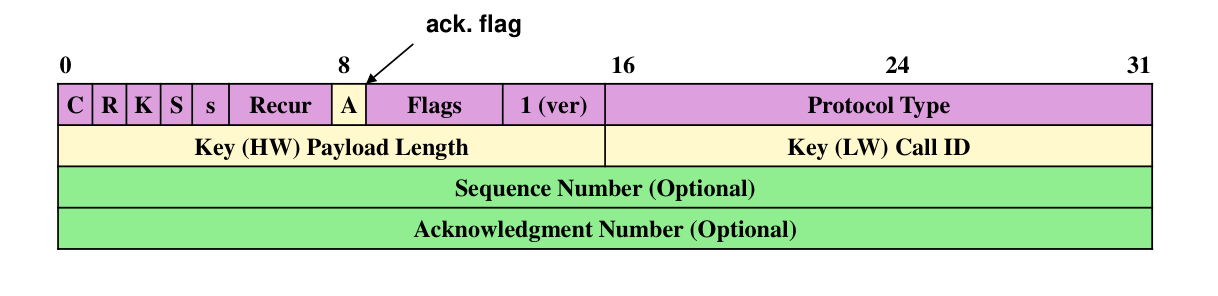 ack. flag
0 8 16 24 31
C R K S s Recur A Flags 1 (ver) Protocol Type
Key (HW) Payload Length Key (LW) Call ID
Sequence Number (Optional)
Acknowledgment Number (Optional)